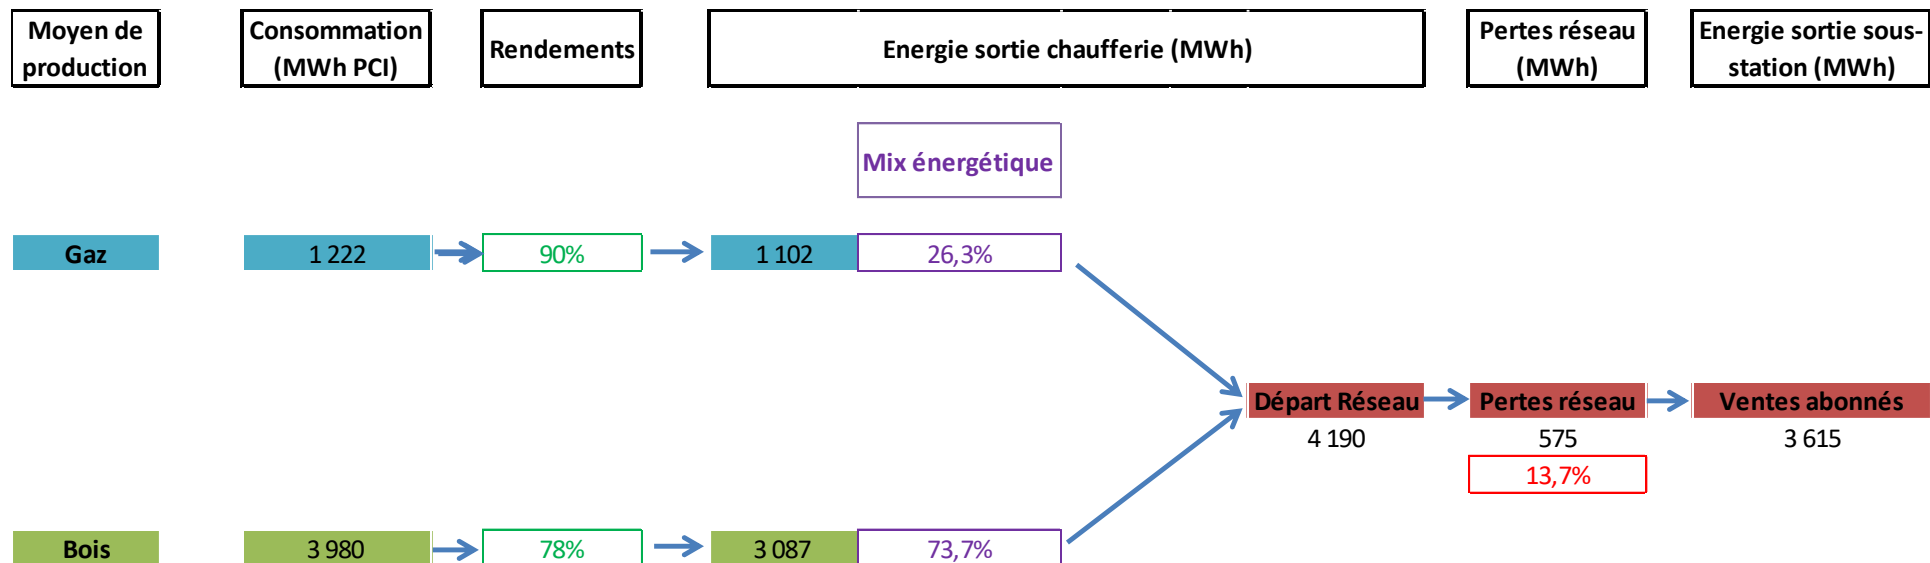 Moyen de
production
Consommation
(MWh PCI)
Rendements
Energie sortie chaufferie (MWh)
Pertes réseau
(MWh)
Energie sortie sous-
station (MWh)
Mix énergétique
Gaz
1 222
90%
1 102
26,3%
Départ Réseau
Pertes réseau
Ventes abonnés
4 190
575
3 615
13,7%
Bois
3 980
78%
3 087
73,7%